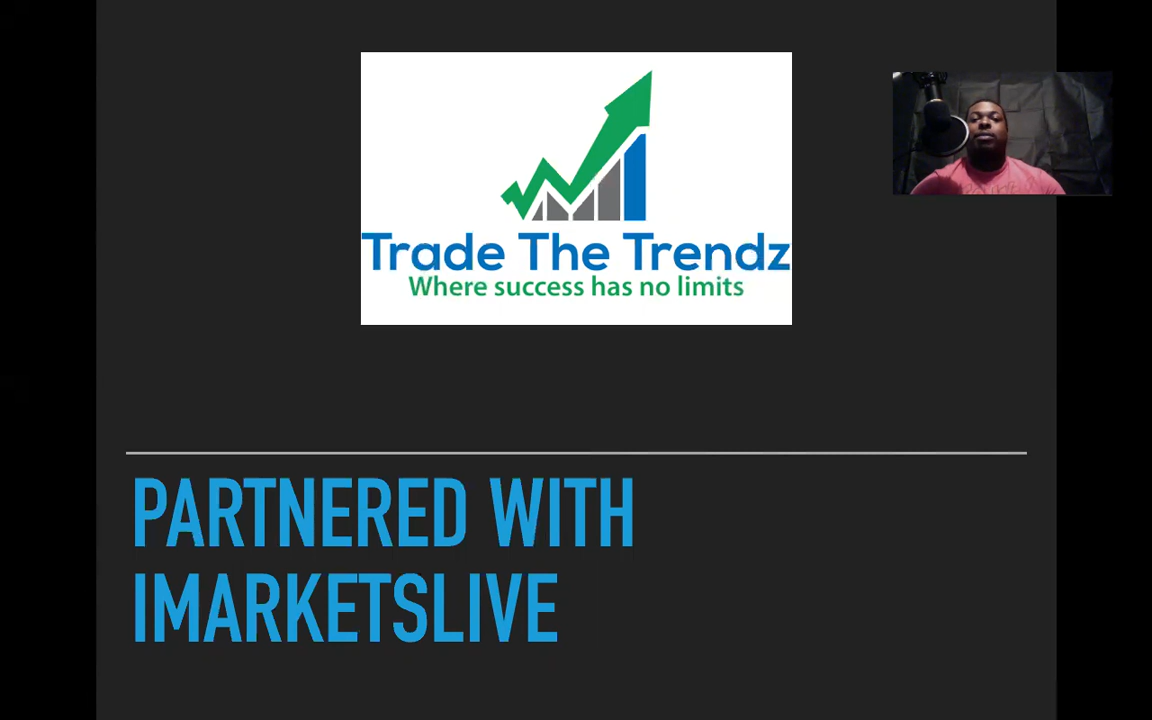 Trade The Trendz
Where success has no limits
PARTNERED WITH
IMARKETSLIVE